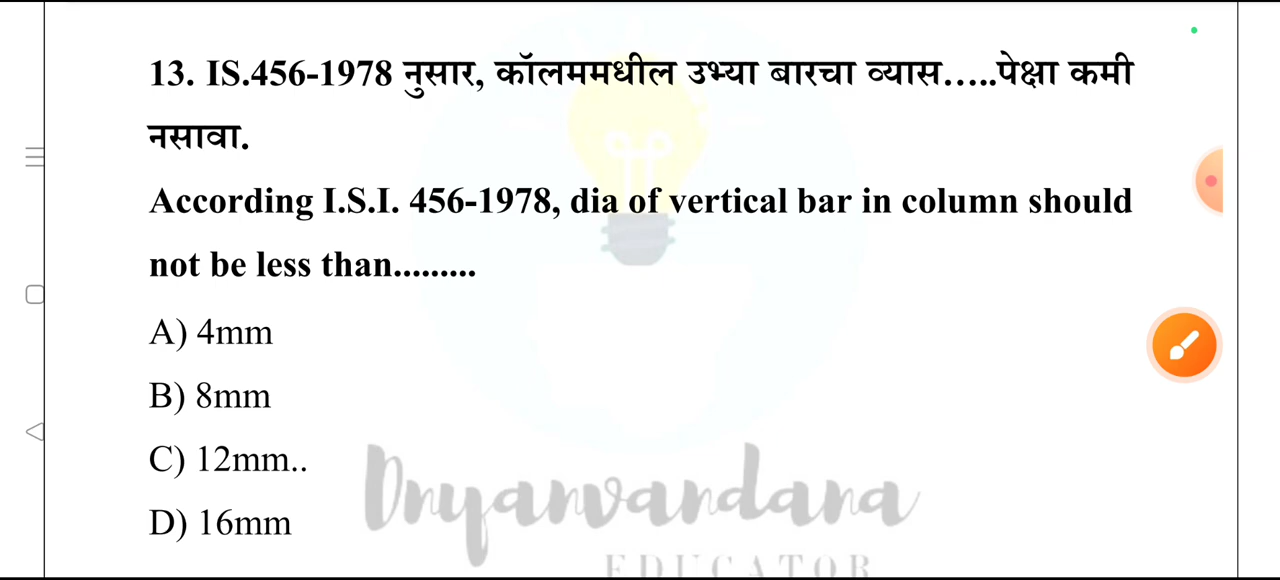 13. IS.456-1978 नुसार, कॉलममधील उभ्या बारचा व्यास.....पेक्षा कमी
नसावा.
According I.S.I. 456-1978, dia of vertical bar in column should
not be less than.........
A) 4mm
B) 8mm
C) 12mm..
D) 16mm
Dnyanvandana
EDUCATOR